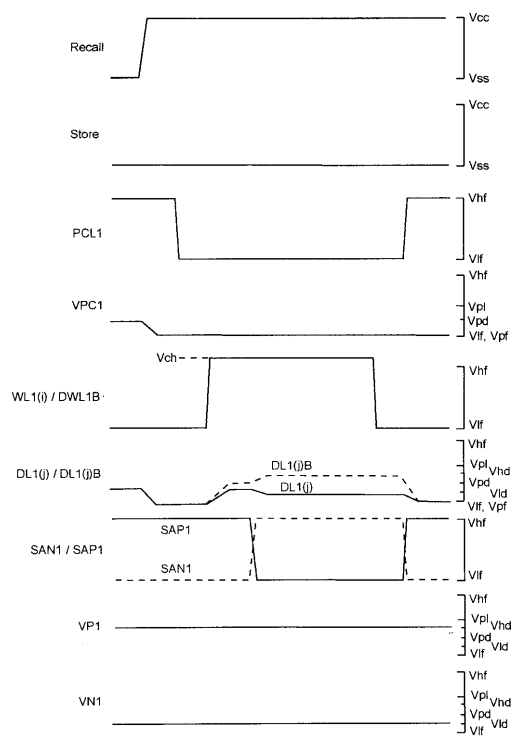 Recall
Vcc
Vss
Store
Vcc
Vss
PCL1
Vhf
Vlf
VPC1
Vhf
Vpl
Vpd
Vlf, Vpf
WL1(i) / DWL1B
Vch
Vhf
Vlf
DL1(j) / DL1(j)B
DL1(j)B
DL1(j)
Vhf
Vpl Vhd
Vpd
Vld
Vlf, Vpf
SAN1 / SAP1
SAP1
SAN1
Vhf
Vlf
VP1
Vhf
Vpl
Vhd
Vpd
Vld
Vlf
VN1
Vhf
Vpl
Vhd
Vpd
Vld
Vlf